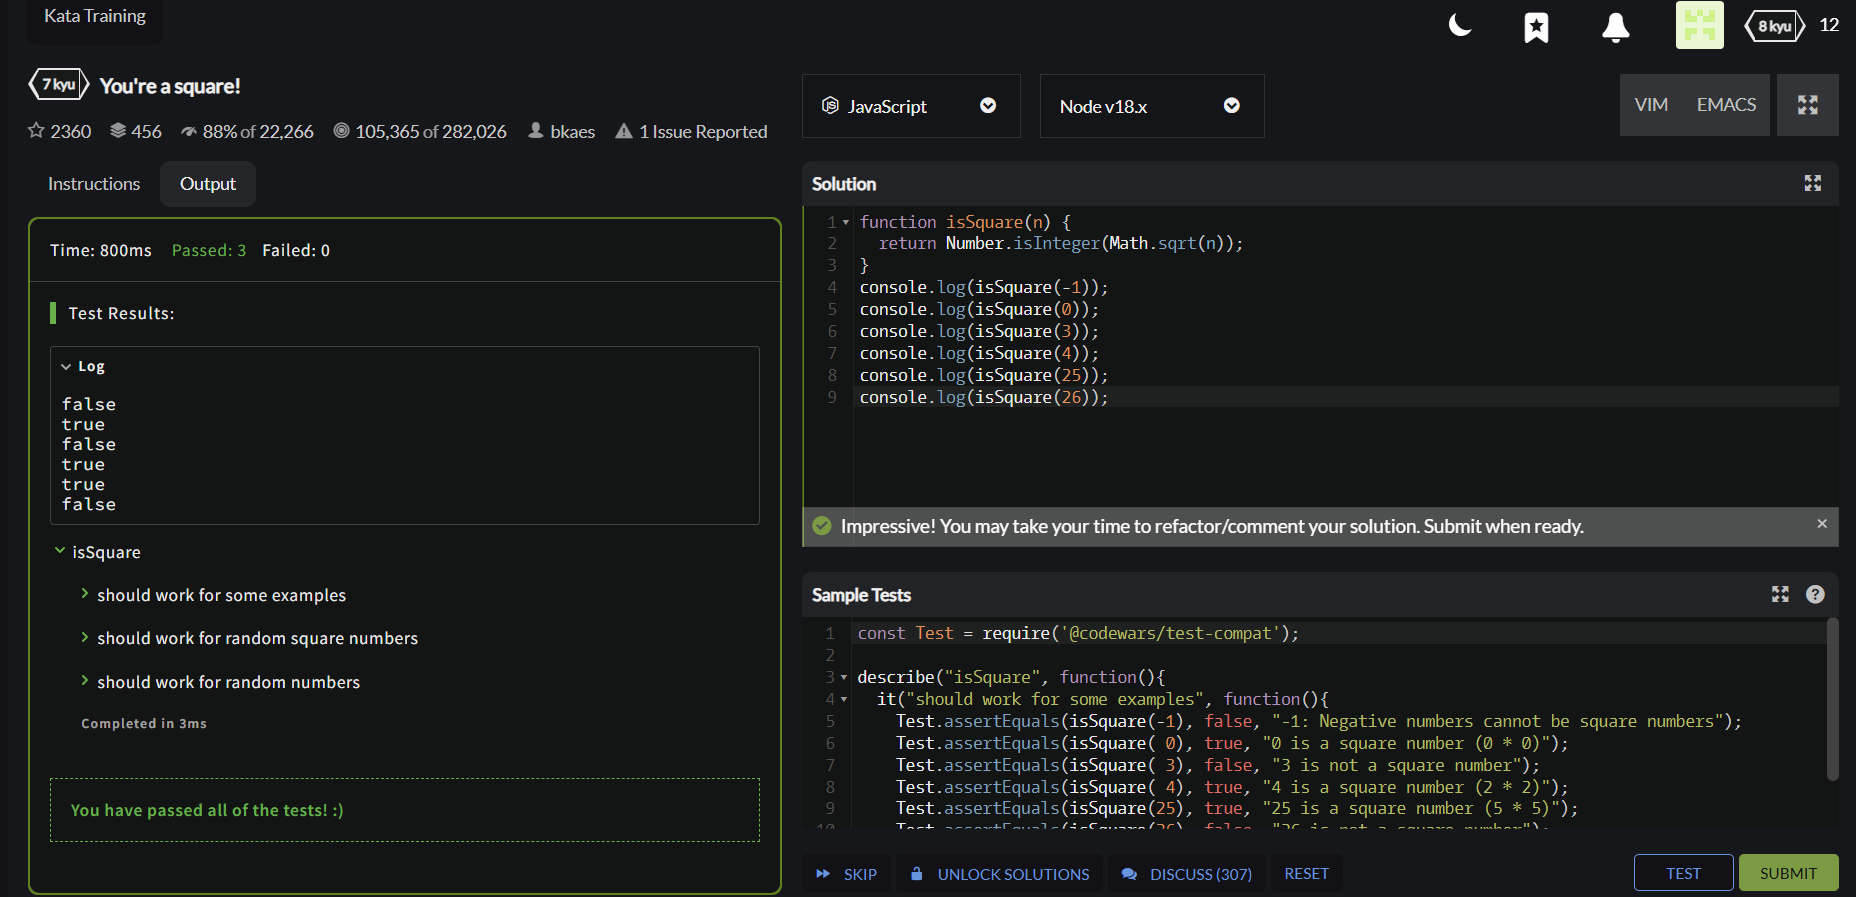 Kata Training
8 kyu 12
7 kyu You're a square!
2360 456 88% of 22,266 105,365 of 282,026 bkaes 1 Issue Reported
Instructions Output
Time: 800ms Passed: 3 Failed: 0
Test Results:
Log
false
true
false
true
true
false
isSquare
should work for some examples
should work for random square numbers
should work for random numbers
Completed in 3ms
You have passed all of the tests! :)
JavaScript
Node v18.x
VIM EMACS
Solution
1 function isSquare(n) {
2 return Number.isInteger(Math.sqrt(n));
3 }
4 console.log(isSquare(-1));
5 console.log(isSquare(0));
6 console.log(isSquare(3));
7 console.log(isSquare(4));
8 console.log(isSquare(25));
9 console.log(isSquare(26));
Impressive! You may take your time to refactor/comment your solution. Submit when ready. ×
Sample Tests
?
1 const Test = require('@codewars/test-compat');
2
3 describe("isSquare", function(){
4 it("should work for some examples", function(){
5 Test.assertEquals(isSquare(-1), false, "-1: Negative numbers cannot be square numbers");
6 Test.assertEquals(isSquare( 0), true, "0 is a square number (0 * 0)");
7 Test.assertEquals(isSquare( 3), false, "3 is not a square number");
8 Test.assertEquals(isSquare( 4), true, "4 is a square number (2 * 2)");
9 Test.assertEquals(isSquare(25), true, "25 is a square number (5 * 5)");
10 Test.assertEquals(isSquare(26), false, "26 is not a square number");
SKIP UNLOCK SOLUTIONS DISCUSS (307) RESET
TEST SUBMIT